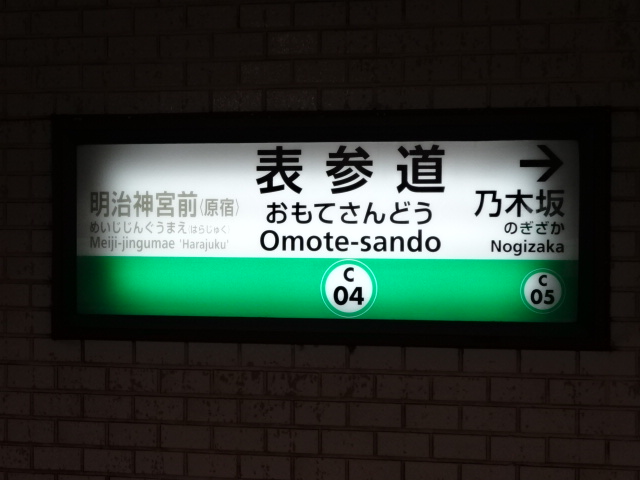 明治神宮前〈原宿〉
めいじじんぐうまえ〈はらじゅく〉
Meiji-jingumae 'Harajuku'
表参道
おもてさんどう
Omote-sando
C
04
→
乃木坂
のぎざか
Nogizaka
C
05